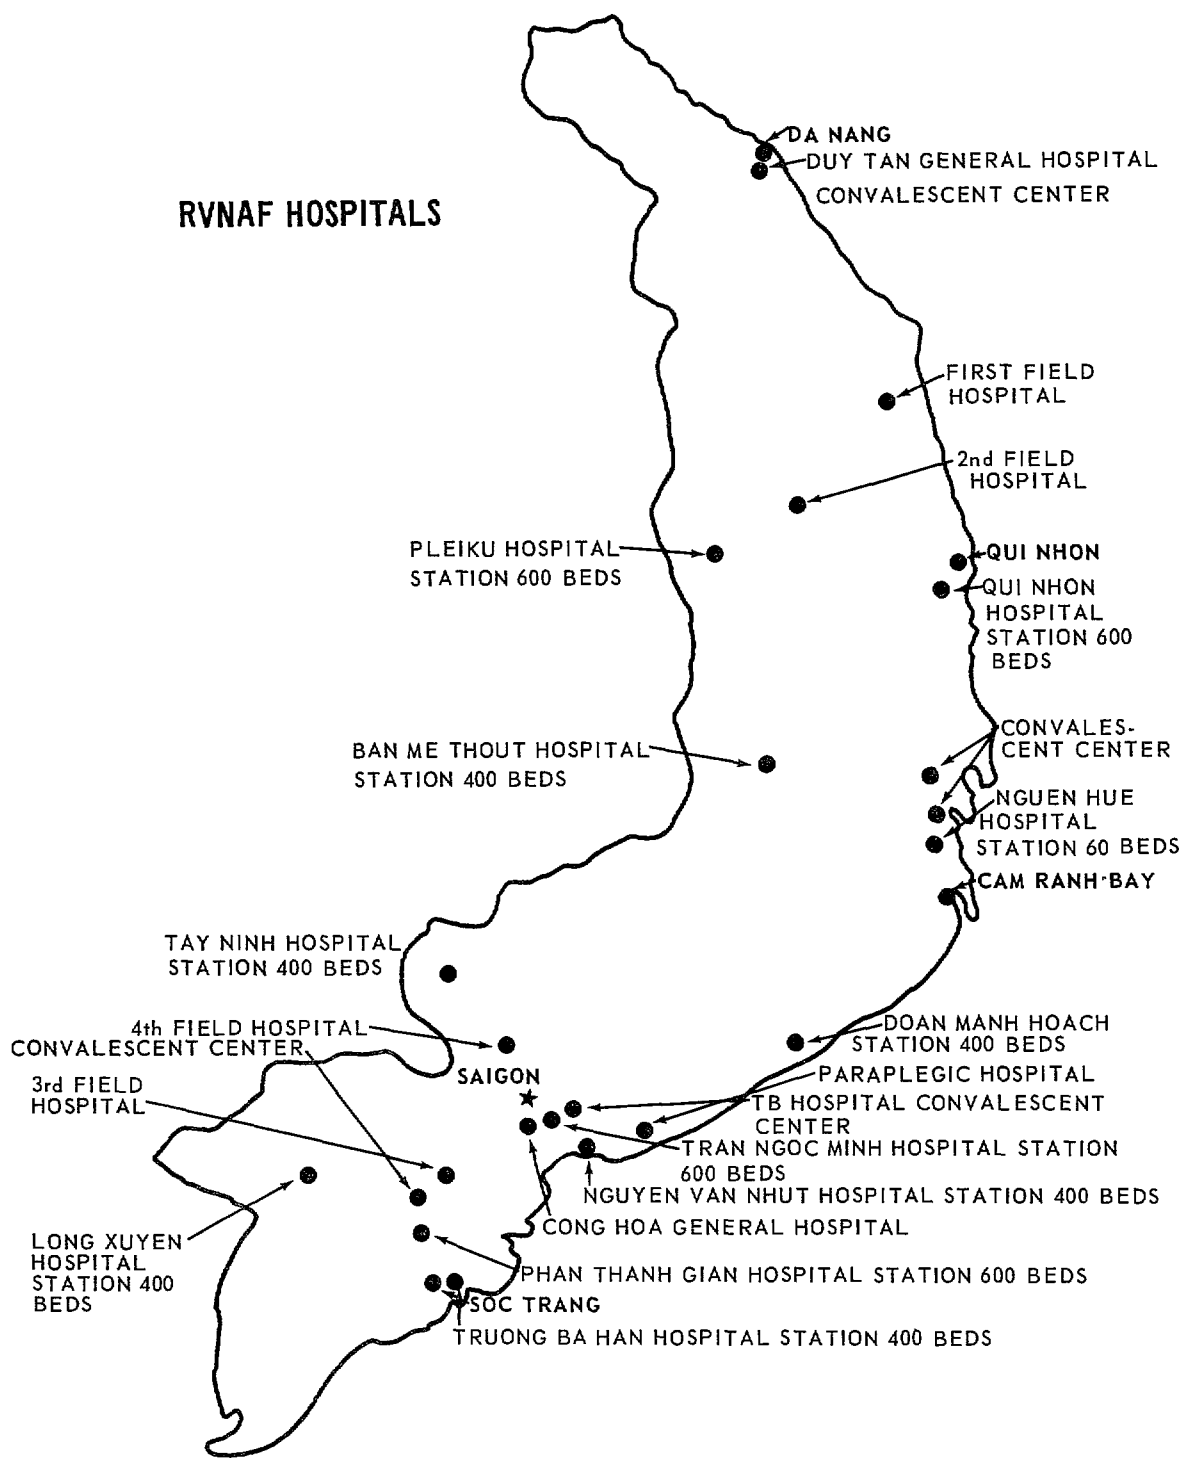 DA NANG
DUY TAN GENERAL HOSPITAL
CONVALESCENT CENTER
RVNAF HOSPITALS
FIRST FIELD
HOSPITAL
2nd FIELD
HOSPITAL
PLEIKU HOSPITAL
STATION 600 BEDS
QUI NHON
QUI NHON
HOSPITAL
STATION 600
BEDS
BAN ME THOUT HOSPITAL
STATION 400 BEDS
CONVALES-
CENT CENTER
NGUEN HUE
HOSPITAL
STATION 60 BEDS
CAM RANH BAY
TAY NINH HOSPITAL
STATION 400 BEDS
4th FIELD HOSPITAL
CONVALESCENT CENTER
3rd FIELD
HOSPITAL
SAIGON
DOAN MANH HOACH
STATION 400 BEDS
PARAPLEGIC HOSPITAL
TB HOSPITAL CONVALESCENT
CENTER
TRAN NGOC MINH HOSPITAL STATION
600 BEDS
NGUYEN VAN NHUT HOSPITAL STATION 400 BEDS
CONG HOA GENERAL HOSPITAL
LONG XUYEN
HOSPITAL
STATION 400
BEDS
PHAN THANH GIAN HOSPITAL STATION 600 BEDS
SOC TRANG
TRUONG BA HAN HOSPITAL STATION 400 BEDS